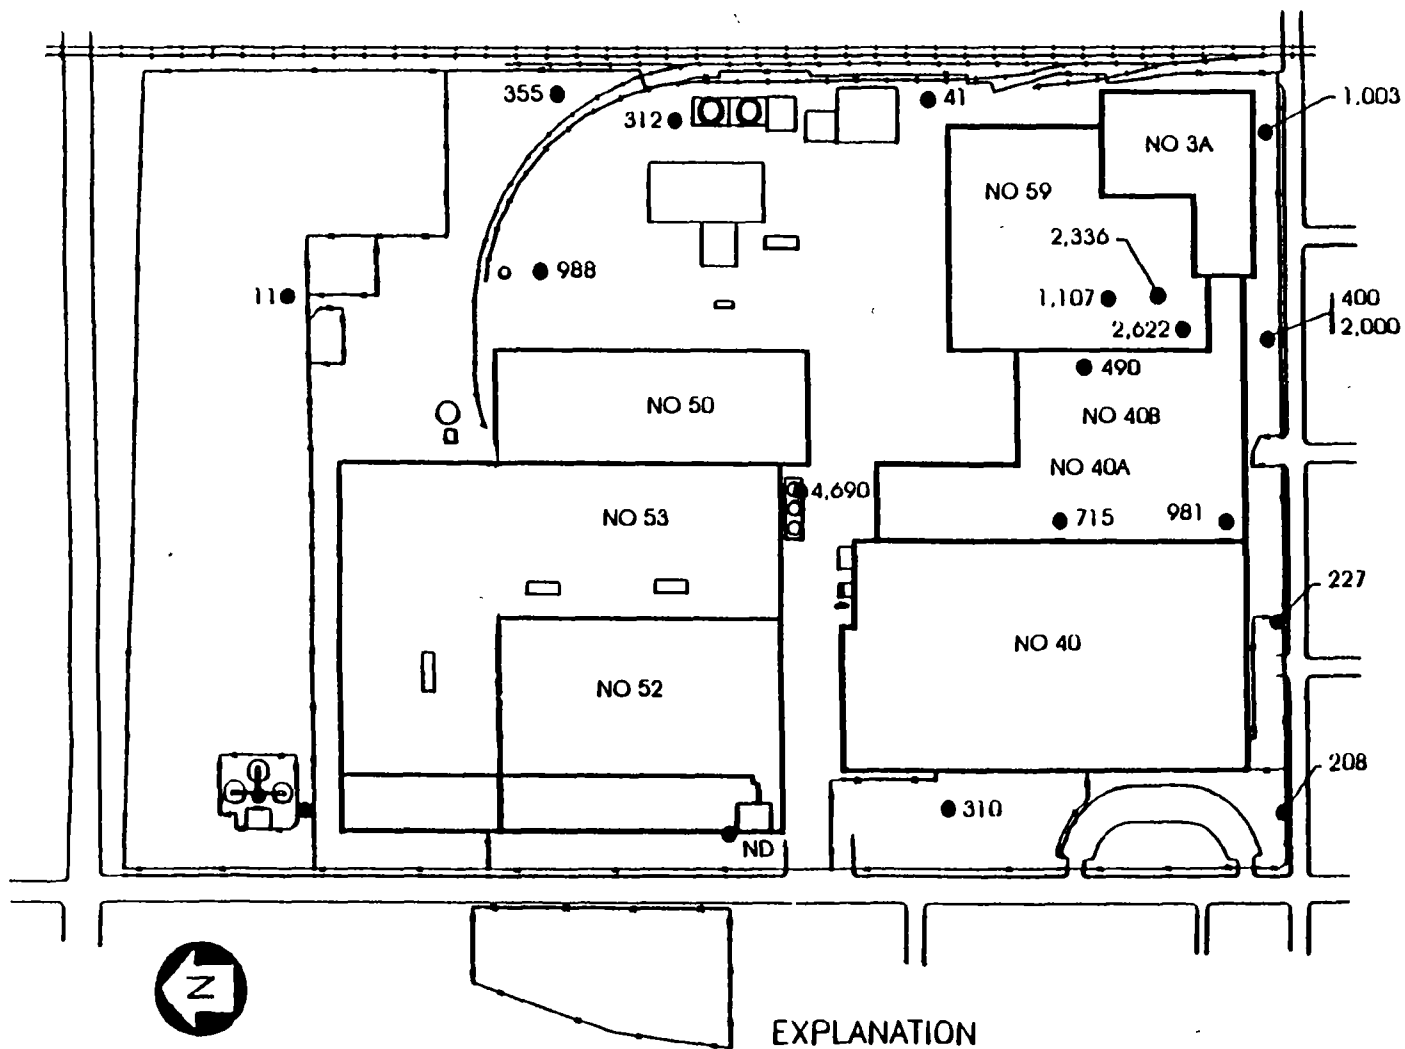 355
41
1.003
312
NO 3A
NO 59
2,336
988
11
1,107
400
2,622
2.000
490
NO 50
NO 40B
NO 40A
4,690
NO 53
715
981
227
NO 40
NO 52
208
310
ND
N
EXPLANATION